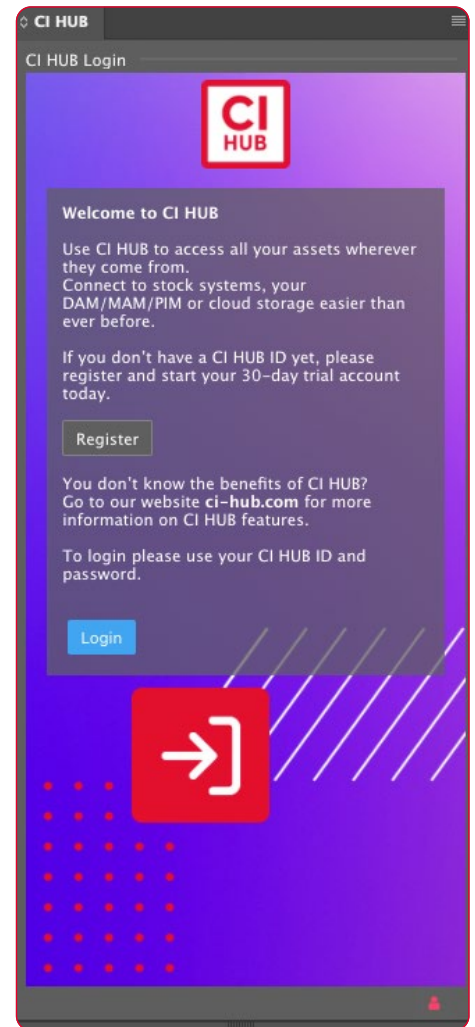 CI HUB
CI HUB Login
CI
HUB
Welcome to CI HUB
Use CI HUB to access all your assets wherever
they come from.
Connect to stock systems, your
DAM/MAM/PIM or cloud storage easier than
ever before.
If you don't have a CI HUB ID yet, please
register and start your 30-day trial account
today.
Register
You don't know the benefits of CI HUB?
Go to our website ci-hub.com for more
information on CI HUB features.
To login please use your CI HUB ID and
password.
Login